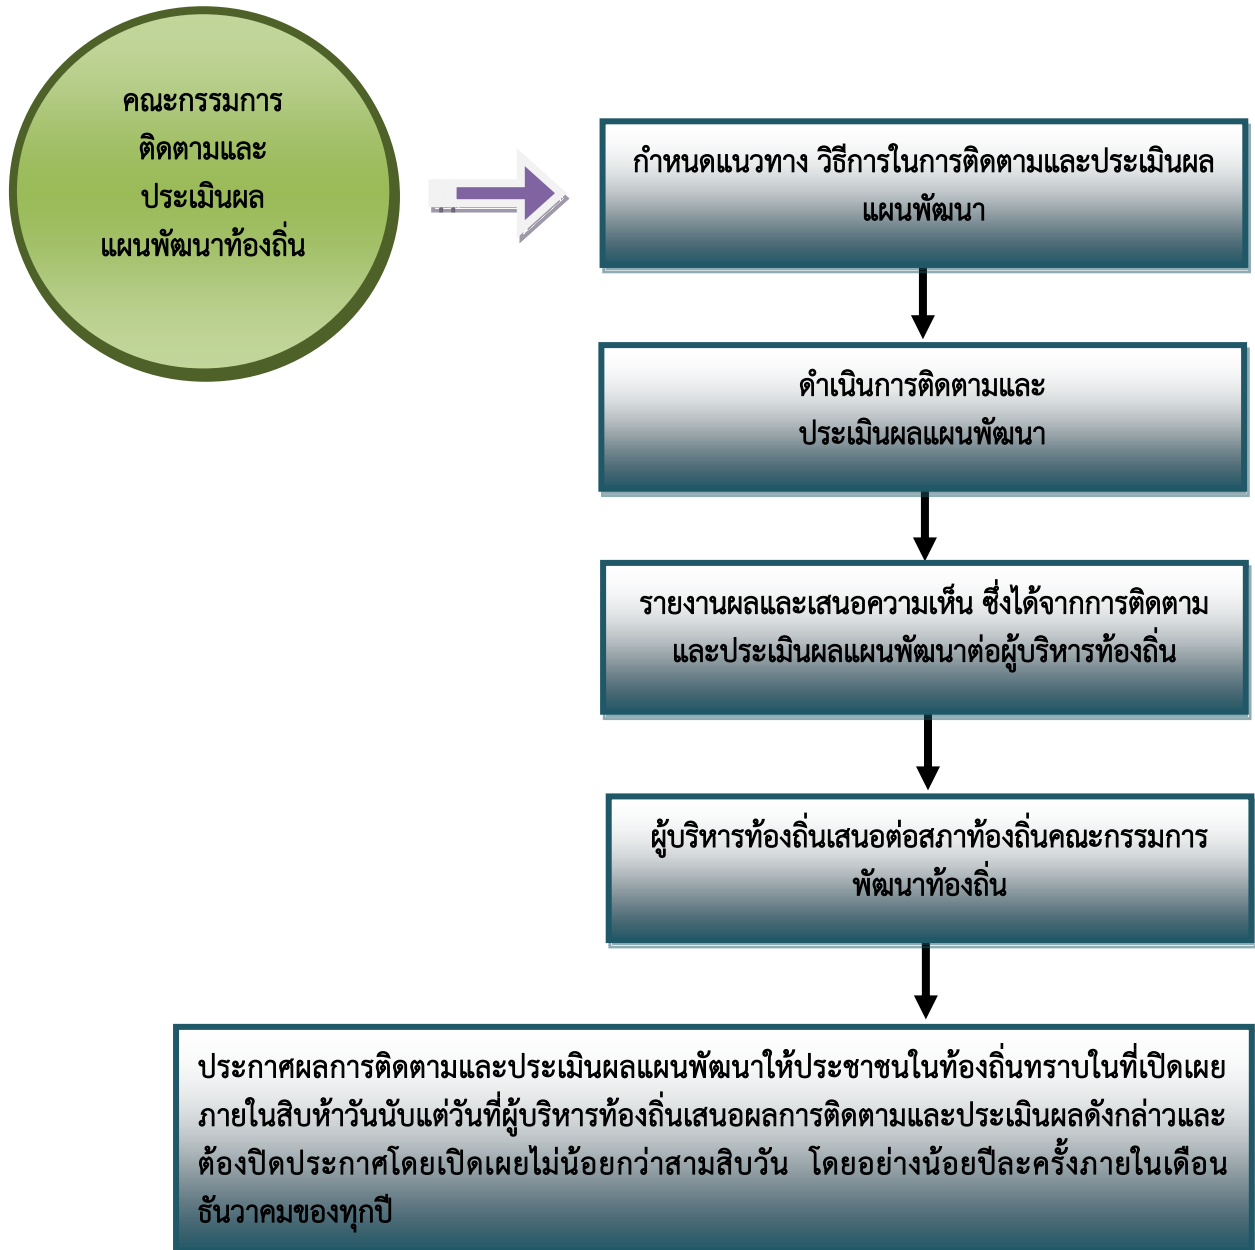 คณะกรรมการ
ติดตามและ
ประเมินผล
แผนพัฒนาท้องถิ่น
กำหนดแนวทาง วิธีการในการติดตามและประเมินผล
แผนพัฒนา
ดำเนินการติดตามและ
ประเมินผลแผนพัฒนา
รายงานผลและเสนอความเห็น ซึ่งได้จากการติดตาม
และประเมินผลแผนพัฒนาต่อผู้บริหารท้องถิ่น
ผู้บริหารท้องถิ่นเสนอต่อสภาท้องถิ่นคณะกรรมการ
พัฒนาท้องถิ่น
ประกาศผลการติดตามและประเมินผลแผนพัฒนาให้ประชาชนในท้องถิ่นทราบในที่เปิดเผย
ภายในสิบห้าวันนับแต่วันที่ผู้บริหารท้องถิ่นเสนอผลการติดตามและประเมินผลดังกล่าวและ
ต้องปิดประกาศโดยเปิดเผยไม่น้อยกว่าสามสิบวัน โดยอย่างน้อยปีละครั้งภายในเดือน
ธันวาคมของทุกปี